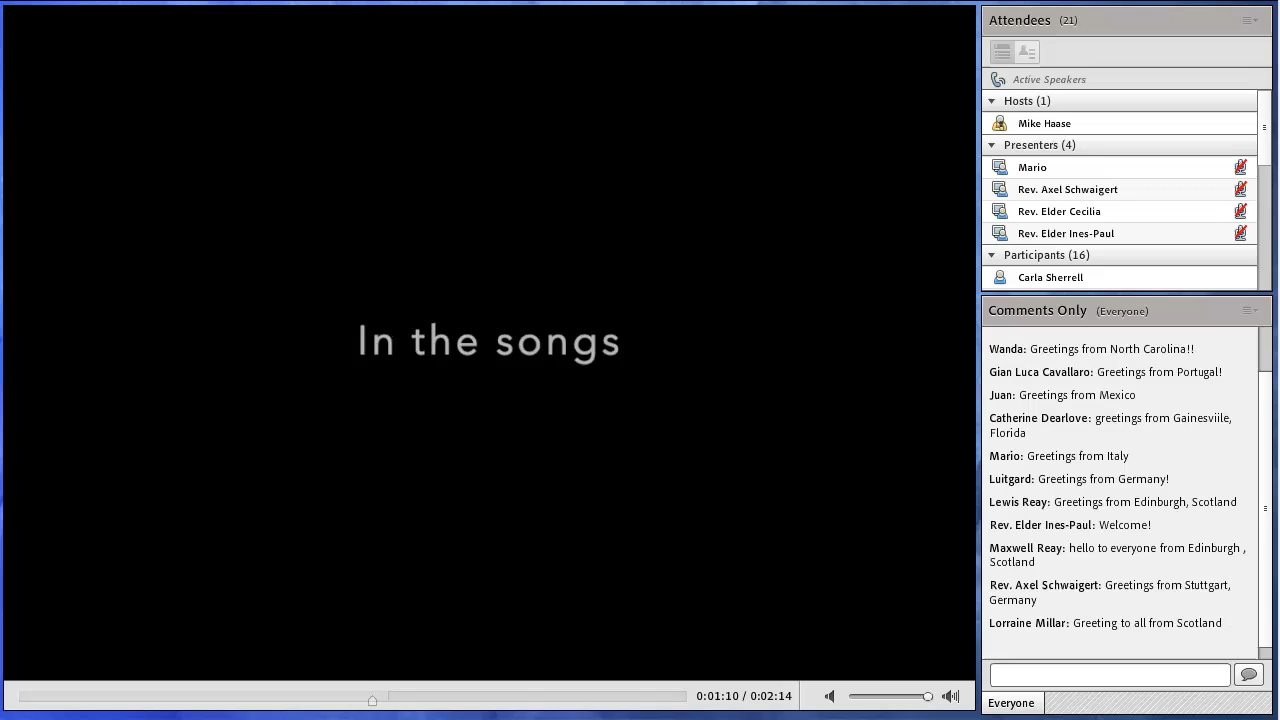 In the songs
0:01:10 / 0:02:14
Attendees (21)
Active Speakers
Hosts (1)
Mike Haase
Presenters (4)
Mario
Rev. Axel Schwaigert
Rev. Elder Cecilia
Rev. Elder Ines-Paul
Participants (16)
Carla Sherrell
Comments Only (Everyone)
Wanda: Greetings from North Carolina!!
Gian Luca Cavallaro: Greetings from Portugal!
Juan: Greetings from Mexico
Catherine Dearlove: greetings from Gainesviile,
Florida
Mario: Greetings from Italy
Luitgard: Greetings from Germany!
Lewis Reay: Greetings from Edinburgh, Scotland
Rev. Elder Ines-Paul: Welcome!
Maxwell Reay: hello to everyone from Edinburgh ,
Scotland
Rev. Axel Schwaigert: Greetings from Stuttgart,
Germany
Lorraine Millar: Greeting to all from Scotland
Everyone